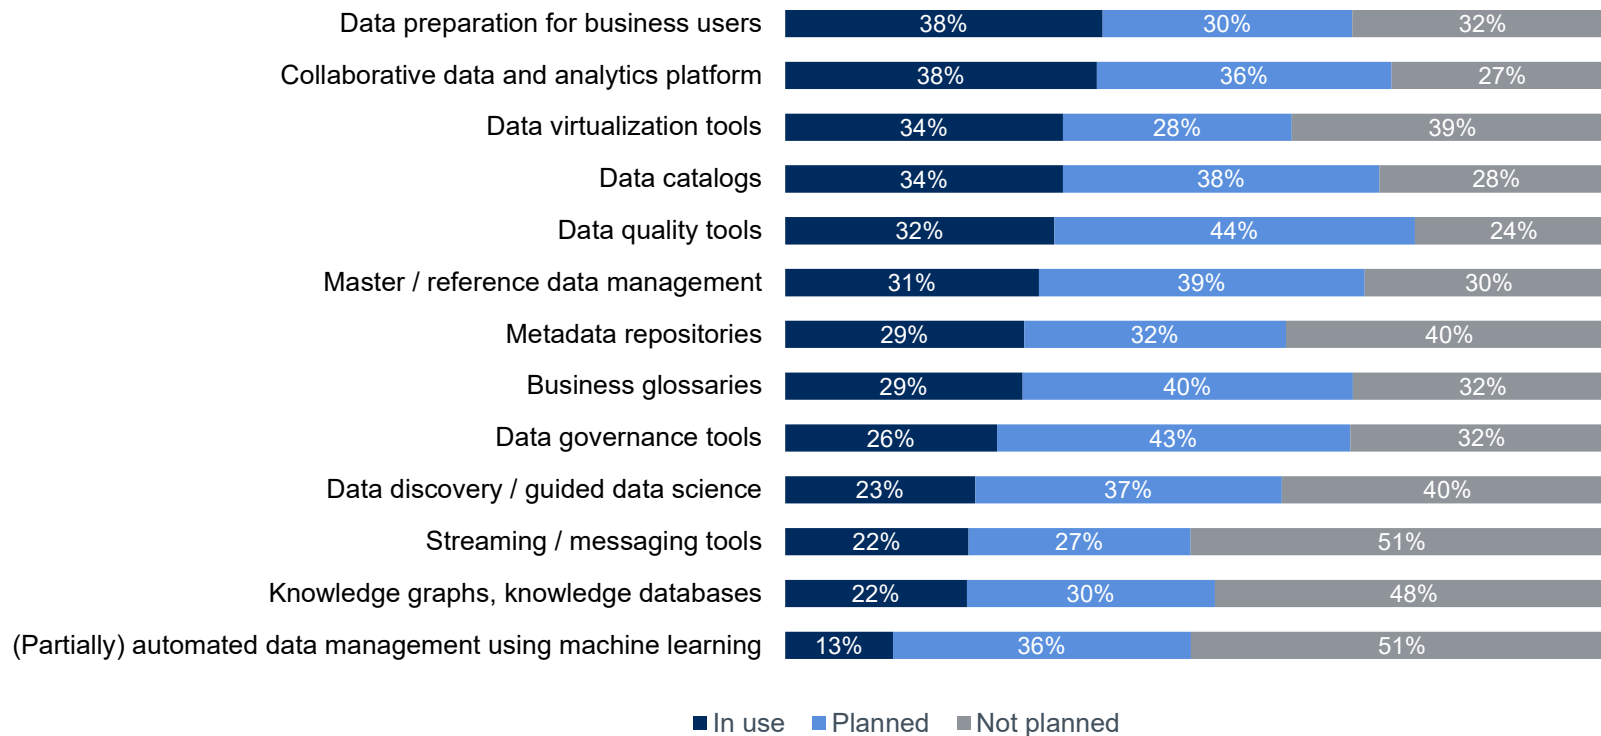 Data preparation for business users 38% 30% 32%
Collaborative data and analytics platform 38% 36% 27%
Data virtualization tools 34% 28% 39%
Data catalogs 34% 38% 28%
Data quality tools 32% 44% 24%
Master / reference data management 31% 39% 30%
Metadata repositories 29% 32% 40%
Business glossaries 29% 40% 32%
Data governance tools 26% 43% 32%
Data discovery / guided data science 23% 37% 40%
Streaming / messaging tools 22% 27% 51%
Knowledge graphs, knowledge databases 22% 30% 48%
(Partially) automated data management using machine learning 13% 36% 51%
In use Planned Not planned